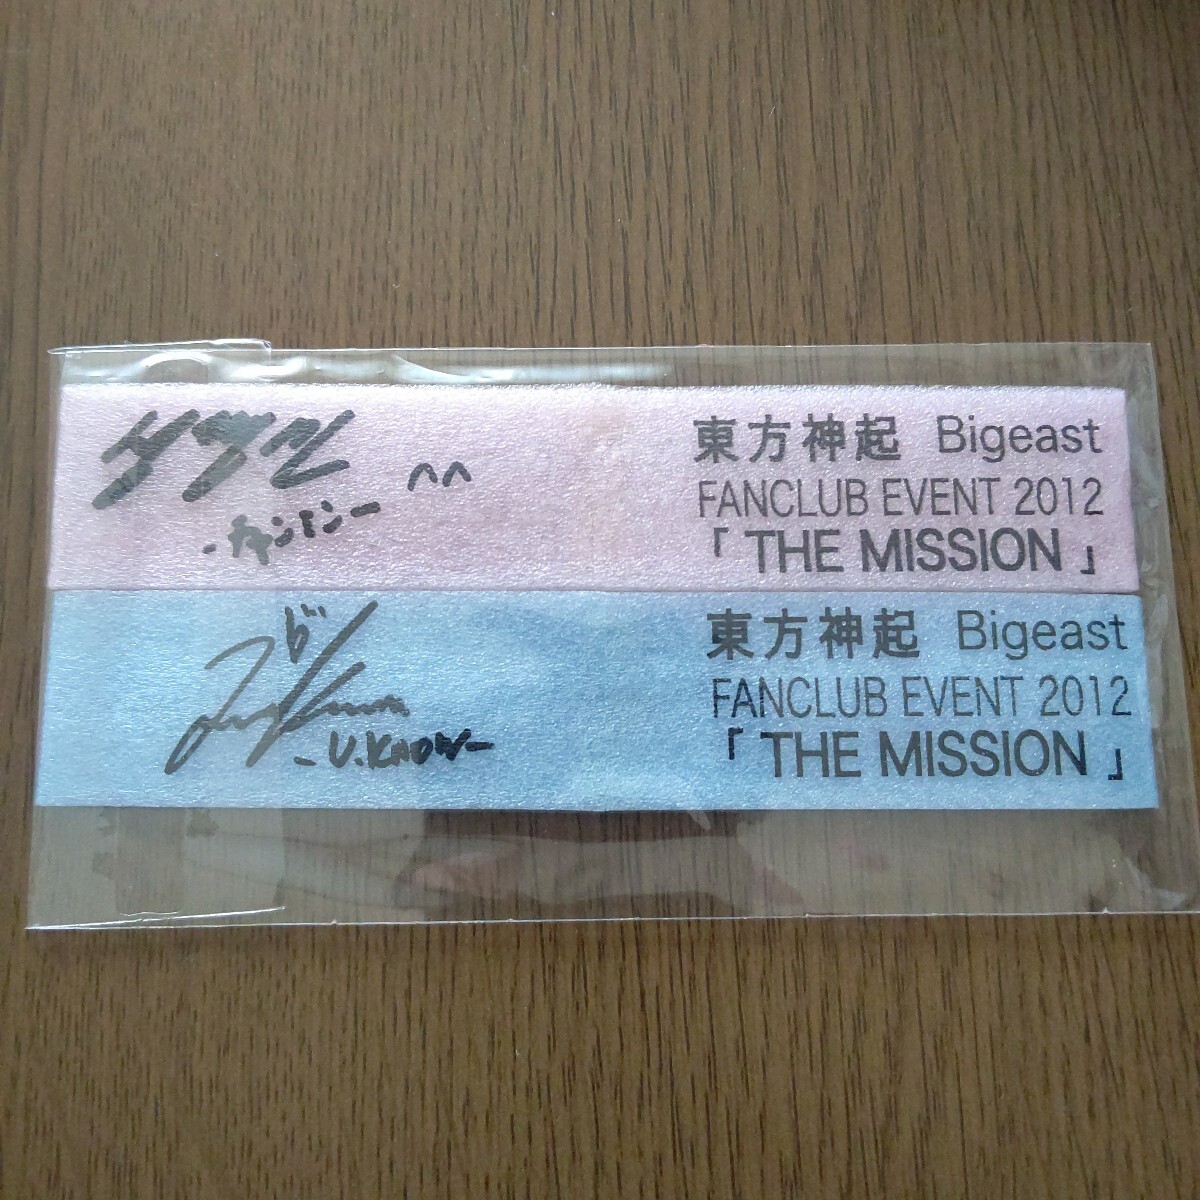 -チャンミン-
^^
東方神起 Bigeast
FANCLUB EVENT 2012
「THE MISSION」
-U.KNOW-
東方神起 Bigeast
FANCLUB EVENT 2012
「THE MISSION」